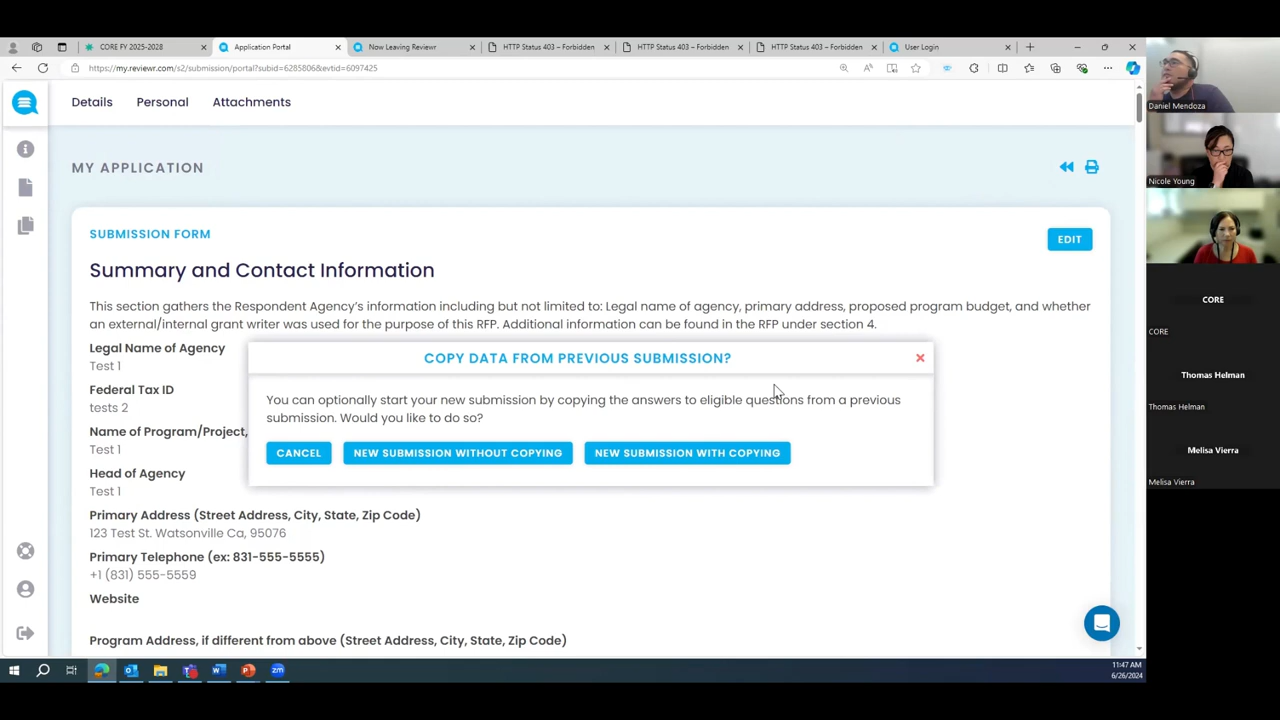 CORE FY 2025-2028
Application Portal
Now Leaving Reviewr
HTTP Status 403 – Forbidden
HTTP Status 403 – Forbidden
HTTP Status 403 – Forbidden
User Login
https://my.reviewr.com/s2/submission/portal?subid=6285806&evtid=6097425
Details
Personal
Attachments
MY APPLICATION
SUBMISSION FORM
EDIT
Summary and Contact Information
This section gathers the Respondent Agency's information including but not limited to: Legal name of agency, primary address, proposed program budget, and whether
an external/internal grant writer was used for the purpose of this RFP. Additional information can be found in the RFP under section 4.
Legal Name of Agency
Test 1
Federal Tax ID
tests 2
Name of Program/Project,
Test 1
Head of Agency
Test 1
Primary Address (Street Address, City, State, Zip Code)
123 Test St. Watsonville Ca, 95076
Primary Telephone (ex: 831-555-5555)
+1 (831) 555-5559
Website
Program Address, if different from above (Street Address, City, State, Zip Code)
COPY DATA FROM PREVIOUS SUBMISSION?
You can optionally start your new submission by copying the answers to eligible questions from a previous
submission. Would you like to do so?
CANCEL
NEW SUBMISSION WITHOUT COPYING
NEW SUBMISSION WITH COPYING
11:47 AM
6/26/2024
Daniel Mendoza
Nicole Young
CORE
CORE
Thomas Helman
Thomas Helman
Melisa Vierra
Melisa Vierra